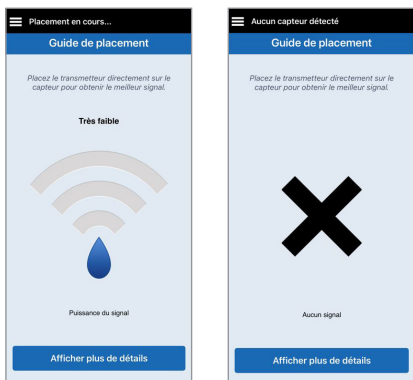 Placement en cours...
Guide de placement
Placez le transmetteur directement sur le
capteur pour obtenir le meilleur signal.
Très faible
Puissance du signal
Afficher plus de détails
Aucun capteur détecté
Guide de placement
Placez le transmetteur directement sur le
capteur pour obtenir le meilleur signal.
Aucun signal
Afficher plus de détails